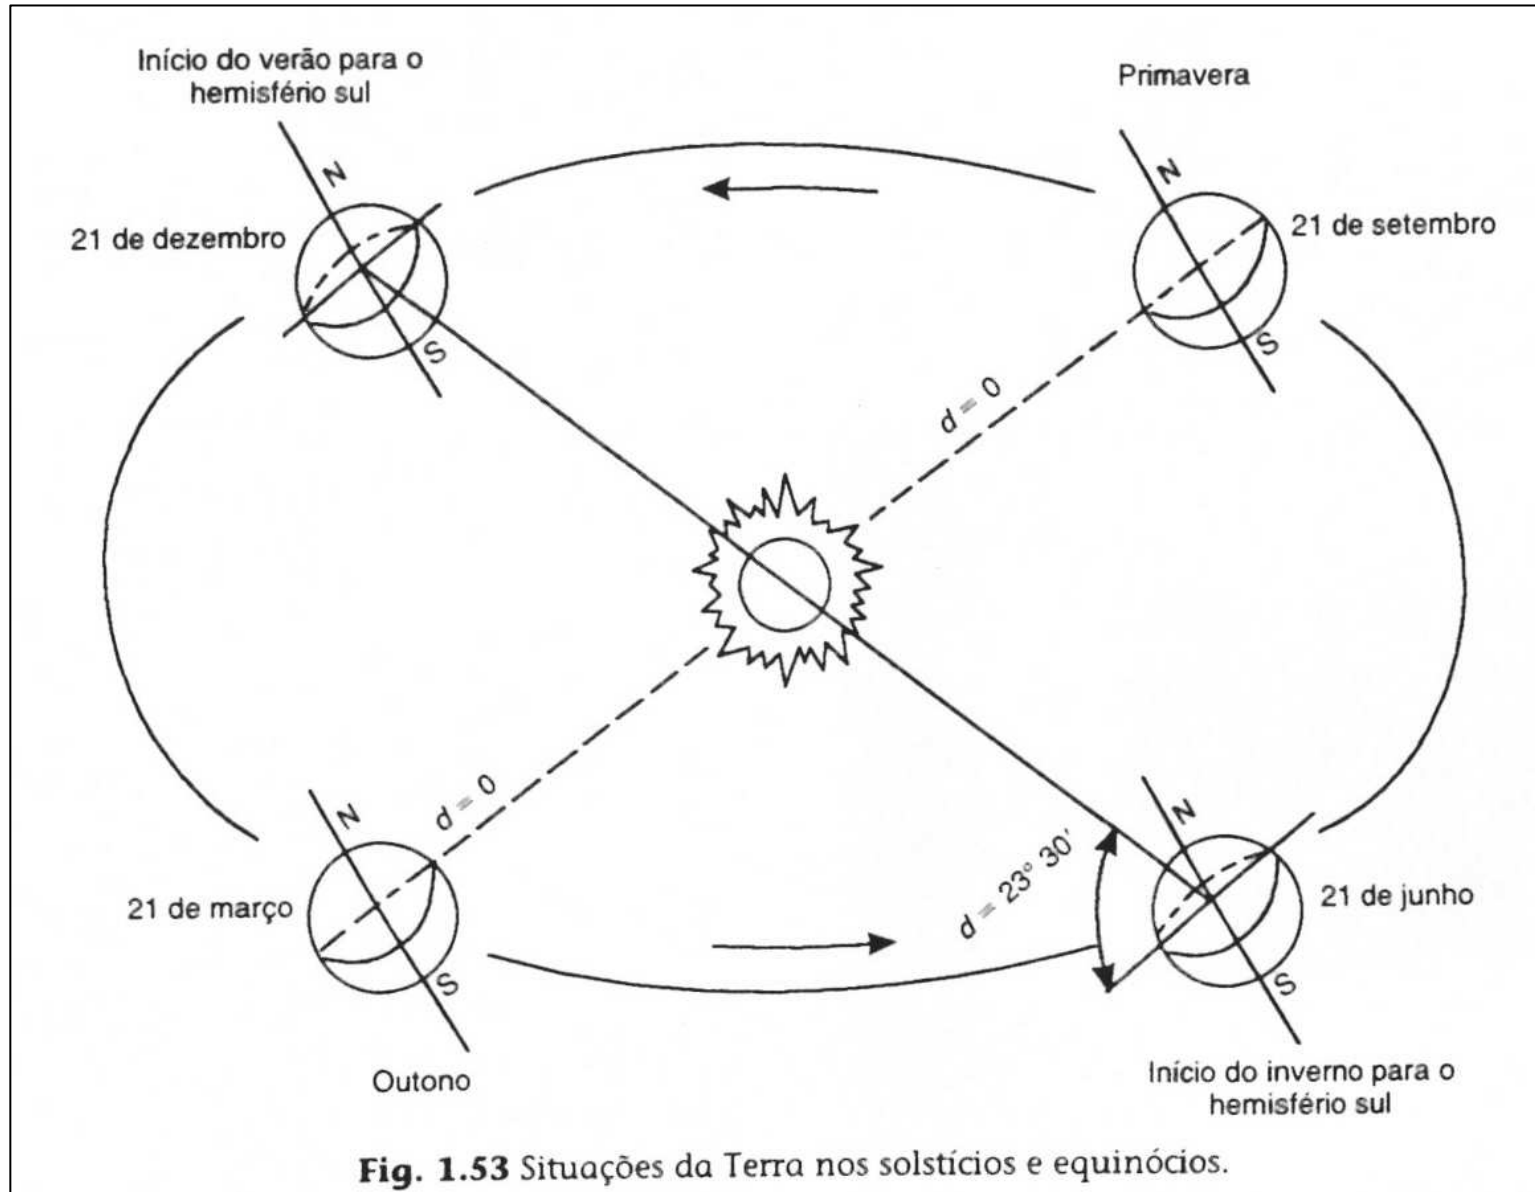 Início do verão para o
hemisfério sul
Primavera
N
N
21 de dezembro
21 de setembro
S
S
d = 0
d = 0
d = 23° 30′
N
N
21 de março
21 de junho
S
S
Outono
Início do inverno para o
hemisfério sul
Fig. 1.53 Situações da Terra nos solstícios e equinócios.